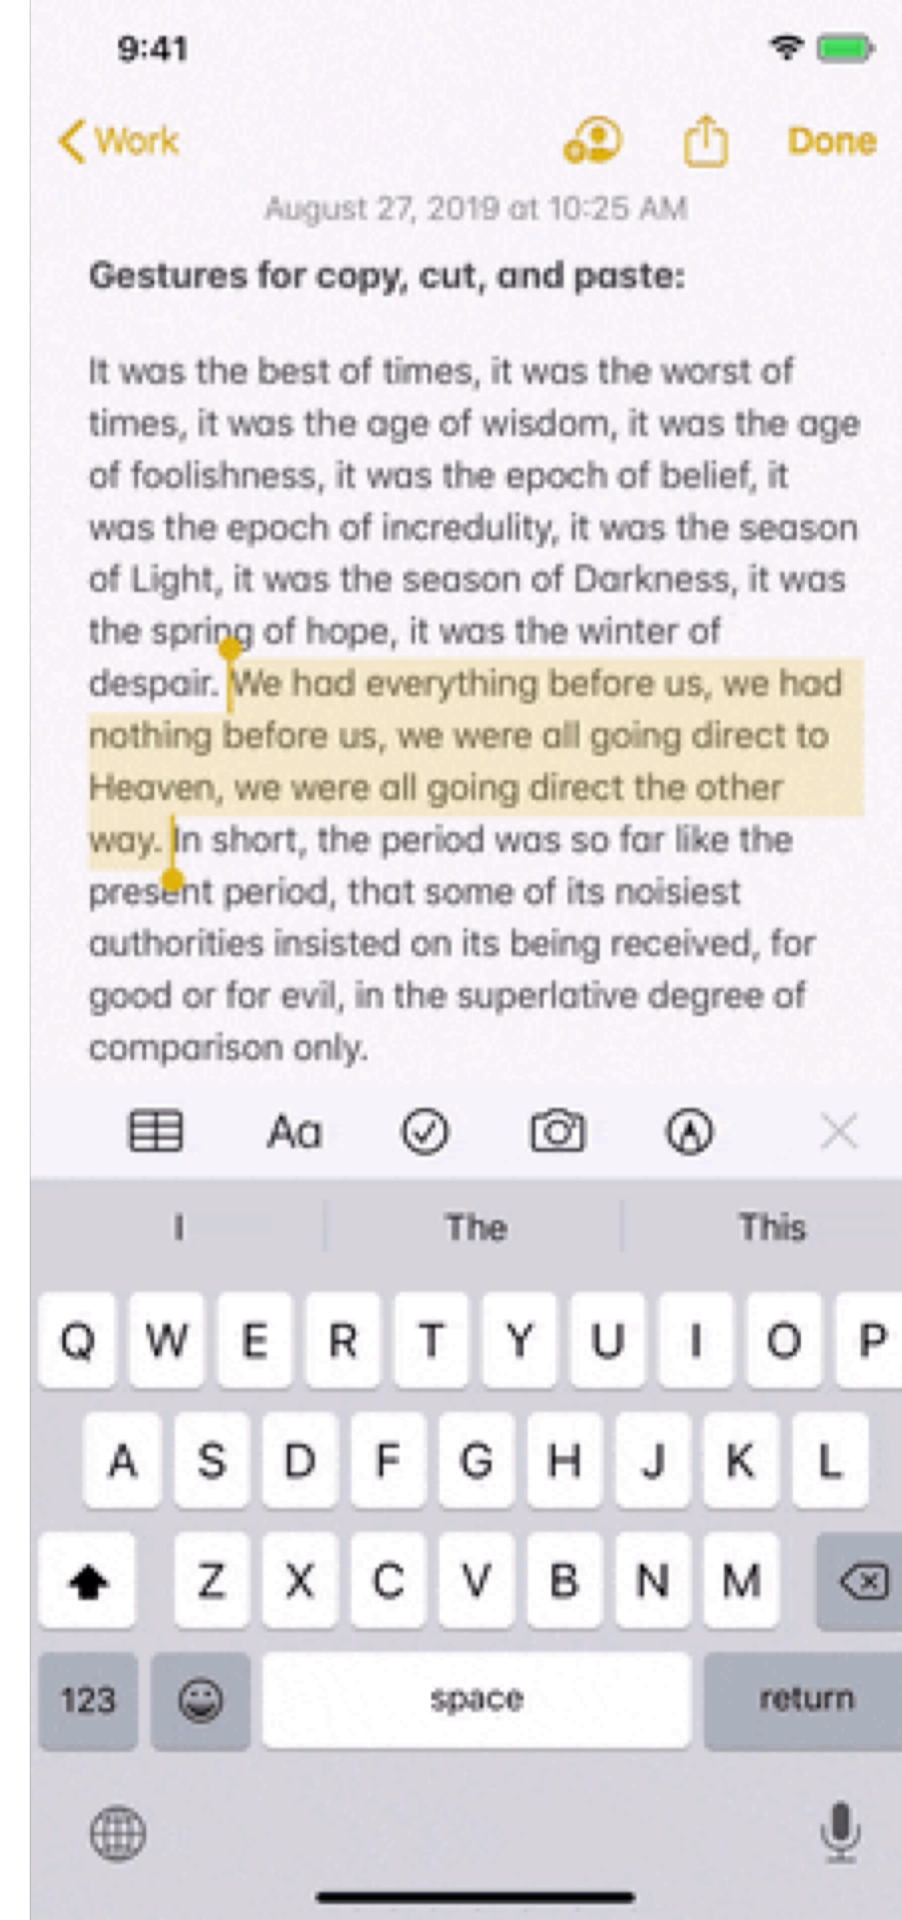 9:41
Work
Done
August 27, 2019 at 10:25 AM
Gestures for copy, cut, and paste:
It was the best of times, it was the worst of
times, it was the age of wisdom, it was the age
of foolishness, it was the epoch of belief, it
was the epoch of incredulity, it was the season
of Light, it was the season of Darkness, it was
the spring of hope, it was the winter of
despair. We had everything before us, we had
nothing before us, we were all going direct to
Heaven, we were all going direct the other
way. In short, the period was so far like the
present period, that some of its noisiest
authorities insisted on its being received, for
good or for evil, in the superlative degree of
comparison only.
Aa
I The This
Q W E R T Y U I O P
A S D F G H J K L
Z X C V B N M
123 space return